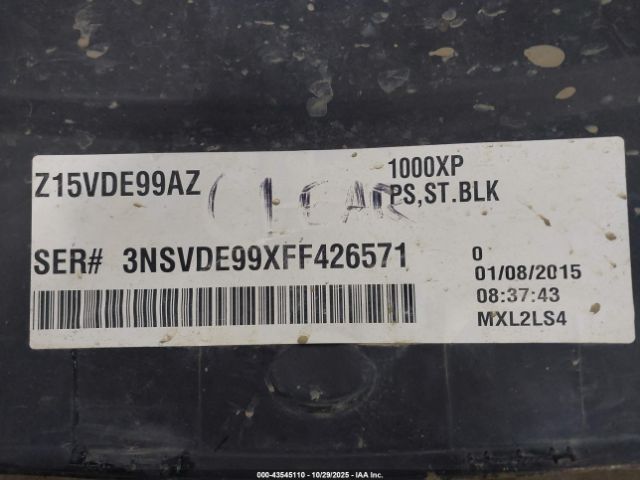 Z15VDE99AZ
CLEAR
1000XP
PS,ST.BLK
SER# 3NSVDE99XFF426571
0
01/08/2015
08:37:43
MXL2LS4
000-43545110 - 10/29/2025 - IAA Inc.